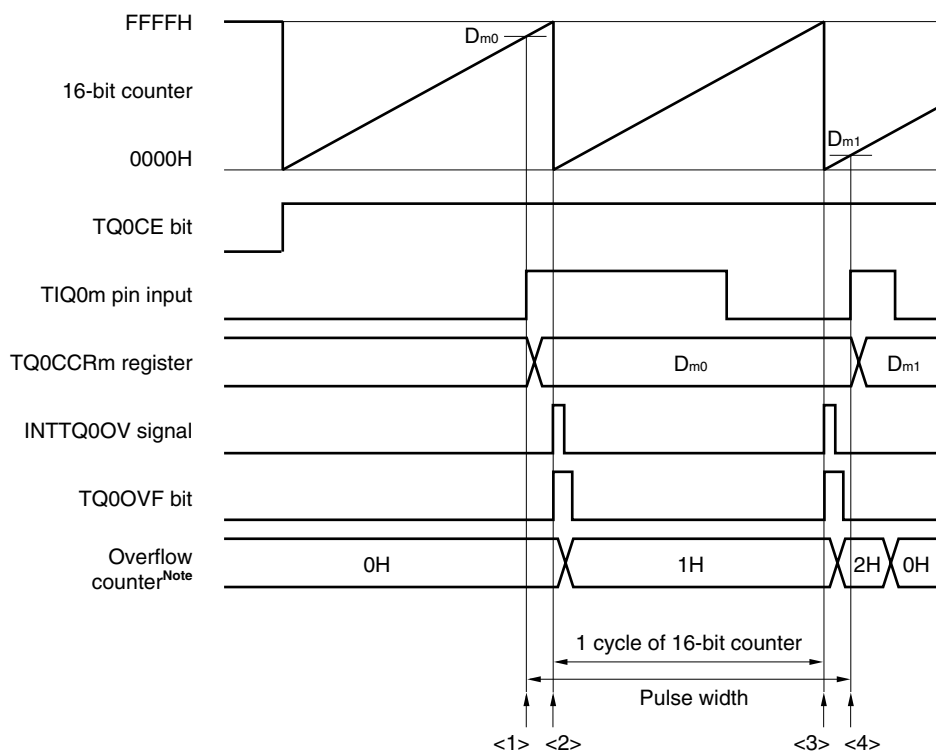 FFFFH
Dm0
16-bit counter
Dm1
0000H
TQ0CE bit
TIQ0m pin input
TQ0CCRm register
Dm0
Dm1
INTTQ0OV signal
TQ0OVF bit
Overflow
counterNote
0H
1H
2H
0H
1 cycle of 16-bit counter
Pulse width
<1> <2> <3> <4>